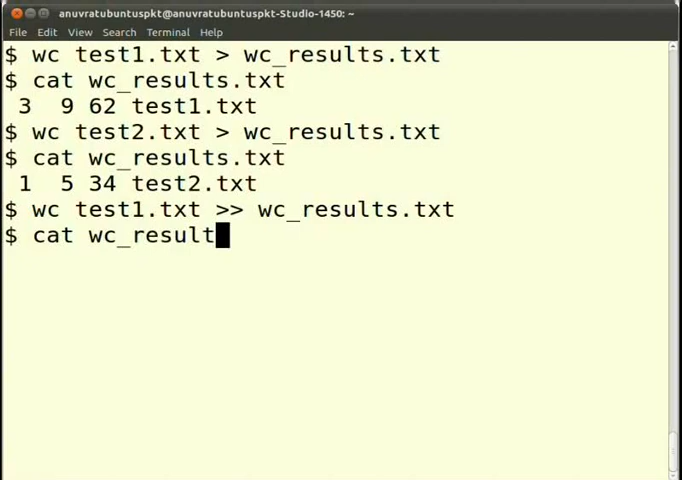 anuvratubuntuspkt@anuvratubuntuspkt-Studio-1450: ~
File Edit View Search Terminal Help
$ wc test1.txt > wc_results.txt
$ cat wc_results.txt
3 9 62 test1.txt
$ wc test2.txt > wc_results.txt
$ cat wc_results.txt
1 5 34 test2.txt
$ wc test1.txt >> wc_results.txt
$ cat wc_result